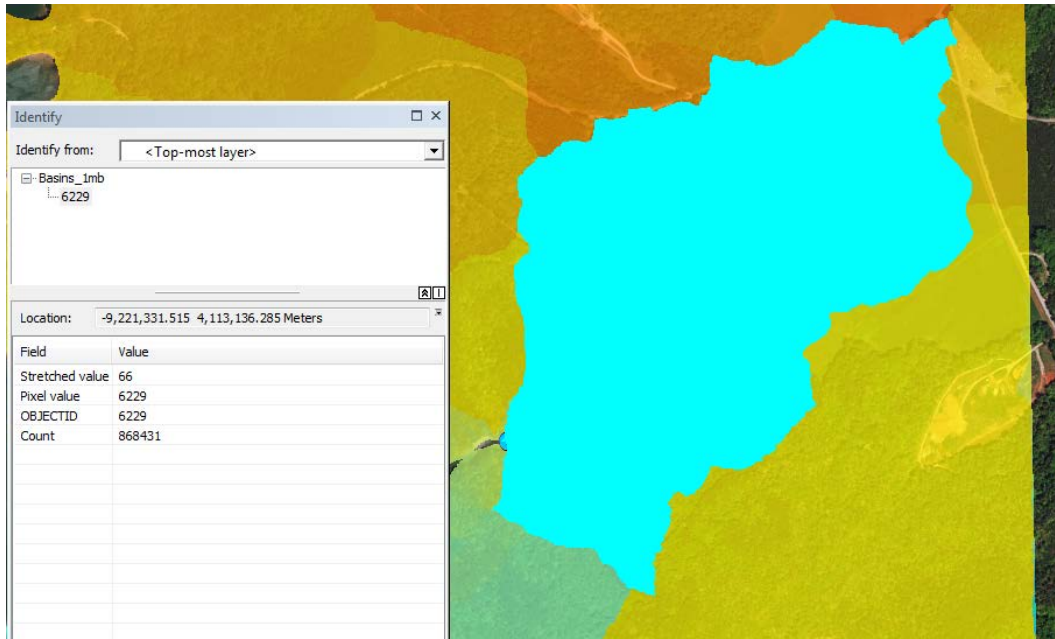 Identify
Identify from: <Top-most layer>
Basins_1mb
6229
Location: -9,221,331.515 4,113,136.285 Meters
Field Value
Stretched value 66
Pixel value 6229
OBJECTID 6229
Count 868431